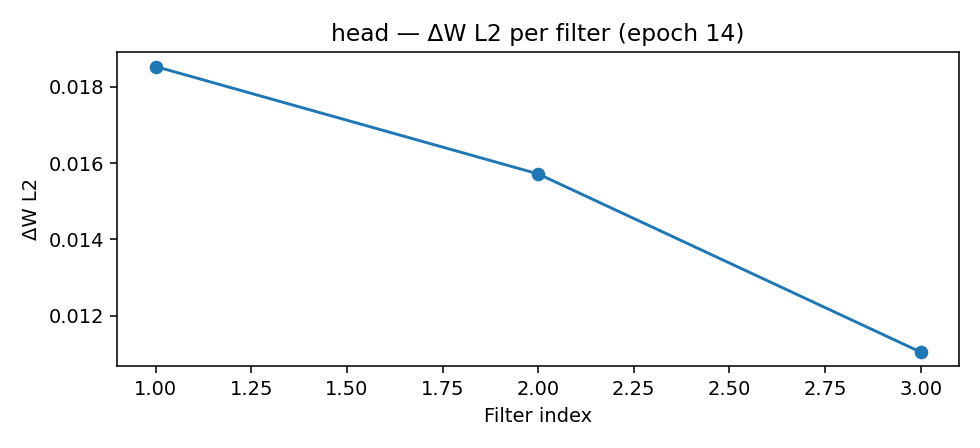 head — ΔW L2 per filter (epoch 14)
0.018
0.016
0.014
0.012
ΔW L2
1.00 1.25 1.50 1.75 2.00 2.25 2.50 2.75 3.00
Filter index